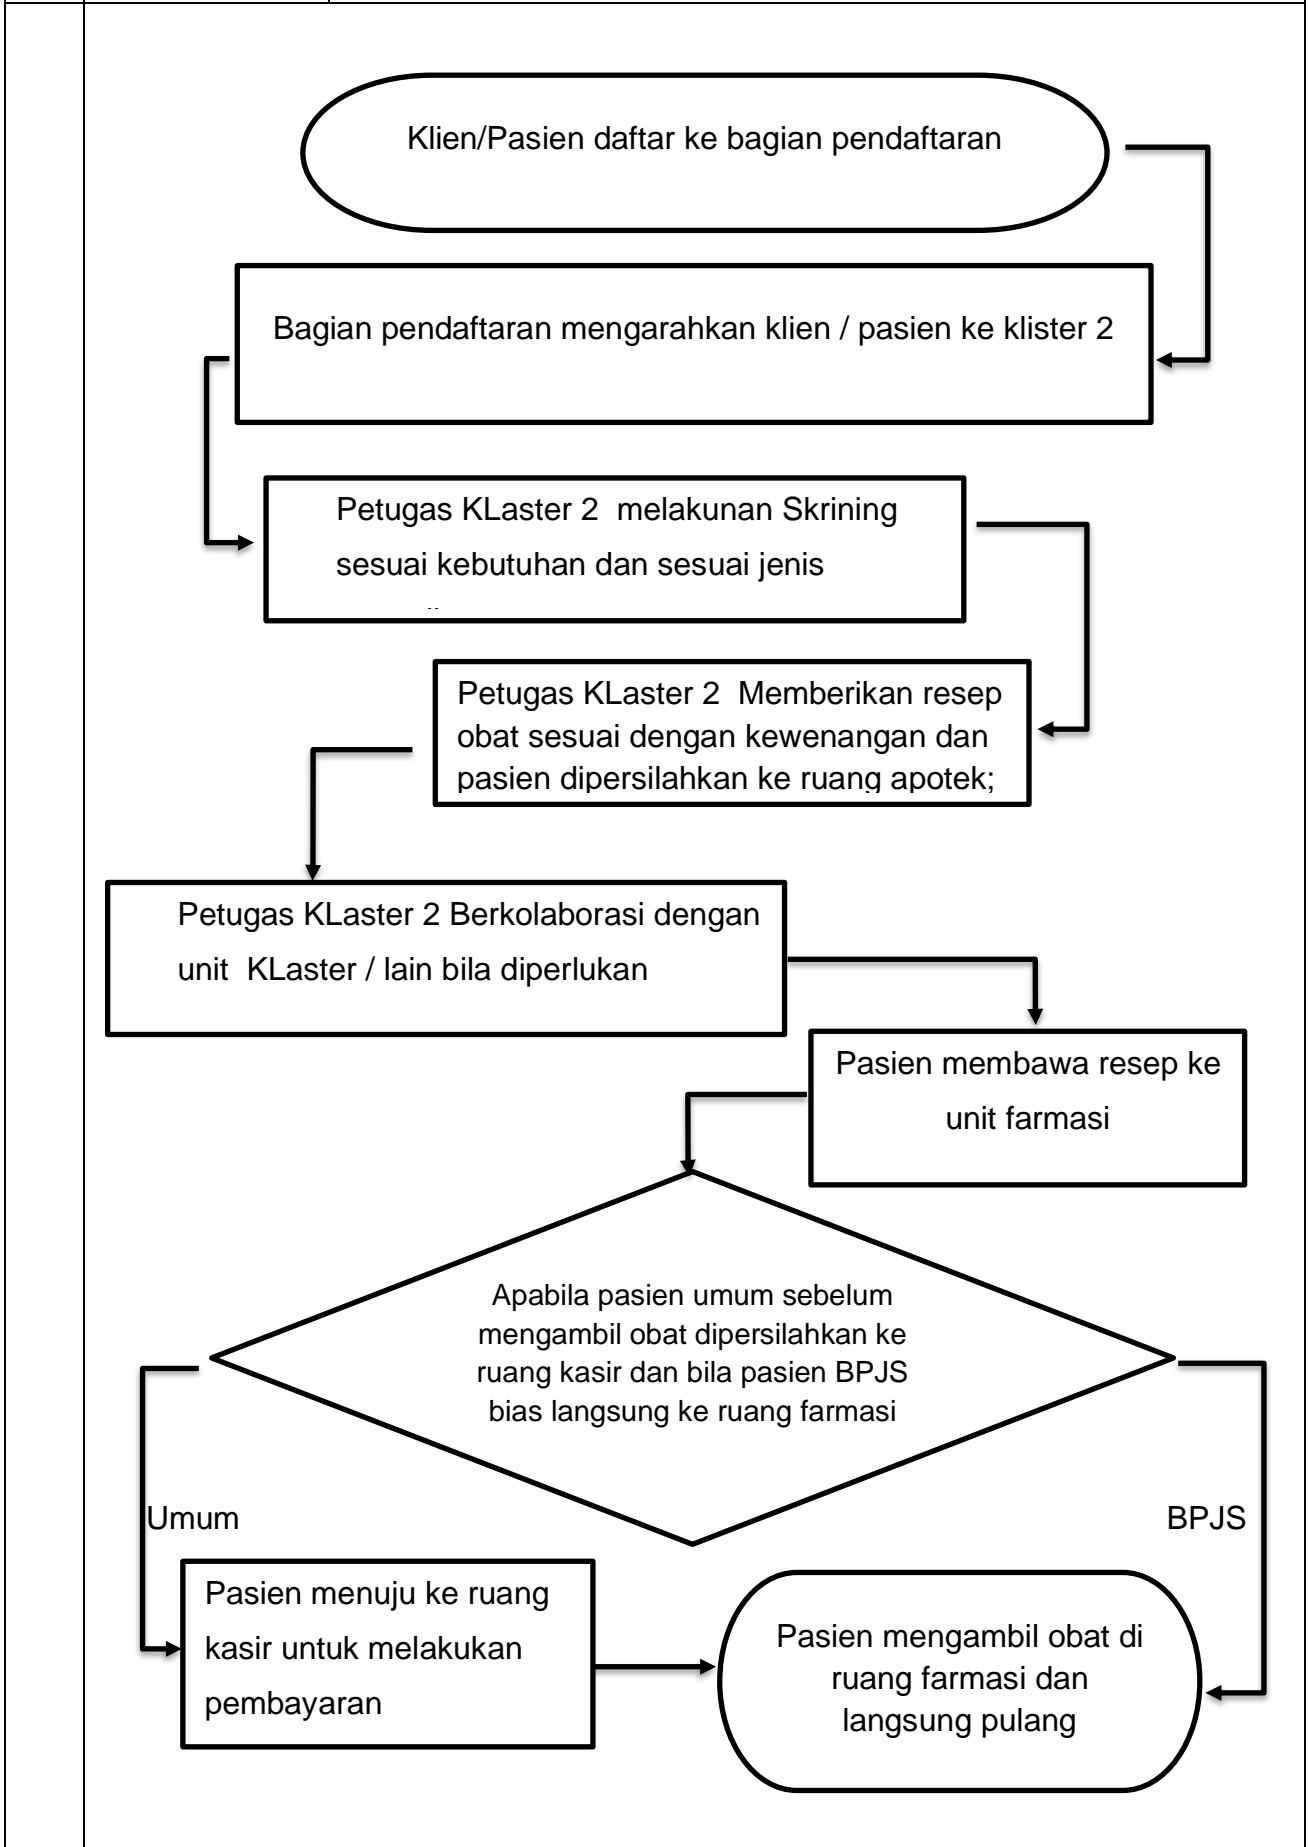 Klien/Pasien daftar ke bagian pendaftaran
Bagian pendaftaran mengarahkan klien / pasien ke klister 2
Petugas KLaster 2 melakunan Skrining
sesuai kebutuhan dan sesuai jenis
Petugas KLaster 2 Memberikan resep
obat sesuai dengan kewenangan dan
pasien dipersilahkan ke ruang apotek;
Petugas KLaster 2 Berkolaborasi dengan
unit KLaster / lain bila diperlukan
Pasien membawa resep ke
unit farmasi
Apabila pasien umum sebelum
mengambil obat dipersilahkan ke
ruang kasir dan bila pasien BPJS
bias langsung ke ruang farmasi
Umum
BPJS
Pasien menuju ke ruang
kasir untuk melakukan
pembayaran
Pasien mengambil obat di
ruang farmasi dan
langsung pulang